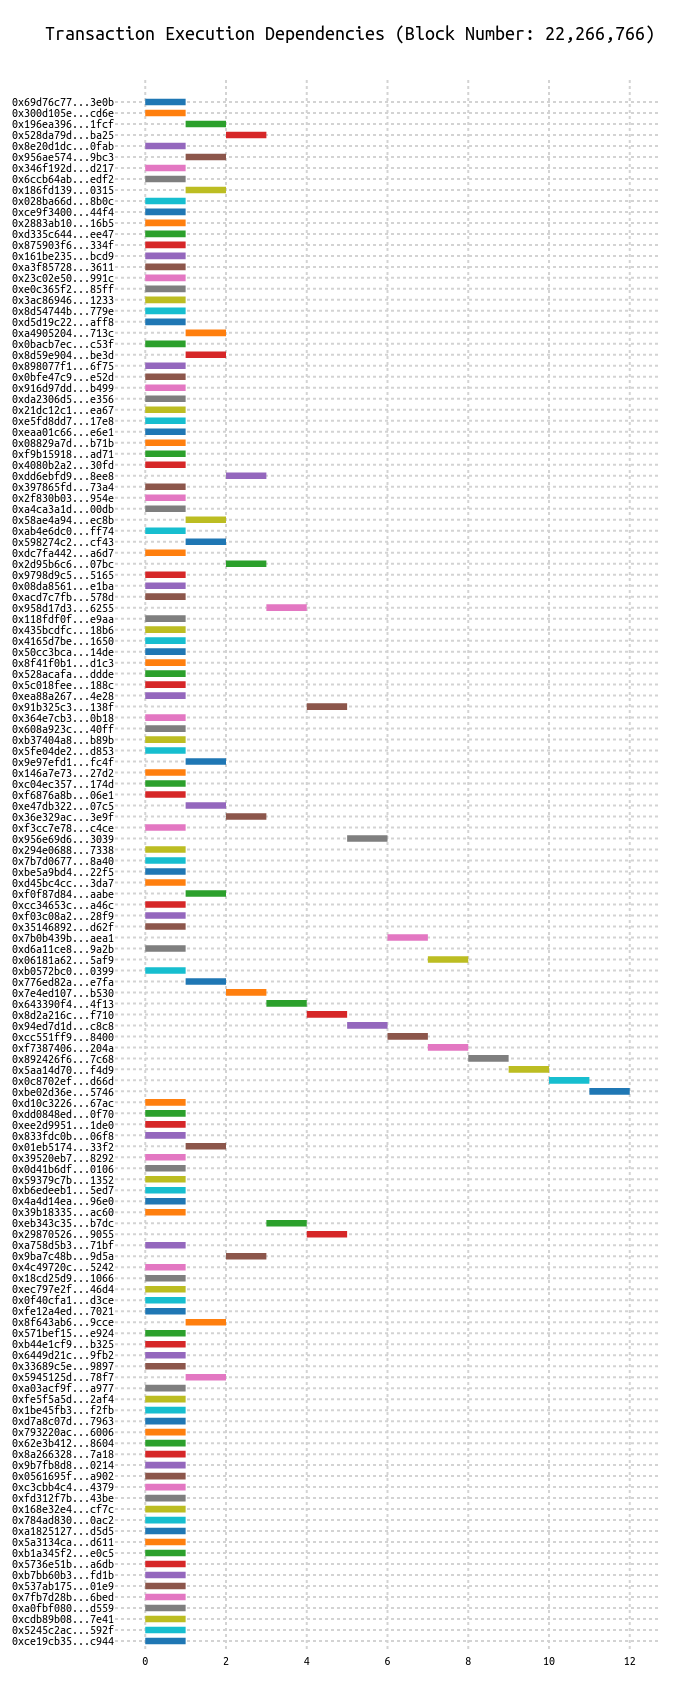 Transaction Execution Dependencies (Block Number: 22,266,766)
0x69d76c77...3e0b
0x300d105e...cd6e
0x196ea396...1fcf
0x528da79d...ba25
0x8e20d1dc...0fab
0x956ae574...9bc3
0x346f192d...d217
0x6ccb64ab...edf2
0x186fd139...0315
0x028ba66d...8b0c
0xce9f3400...44f4
0x2883ab10...16b5
0xd335c644...ee47
0x875903f6...334f
0x161be235...bcd9
0xa3f85728...3611
0x23c02e50...991c
0xe0c365f2...85ff
0x3ac86946...1233
0x8d54744b...779e
0xd5d19c22...aff8
0xa4905204...713c
0x0bacb7ec...c53f
0x8d59e904...be3d
0x898077f1...6f75
0x0bfe47c9...e52d
0x916d97dd...b499
0xda2306d5...e356
0x21dc12c1...ea67
0xe5fd8dd7...17e8
0xeaa01c66...e6e1
0x08829a7d...b71b
0xf9b15918...ad71
0x4080b2a2...30fd
0xdd6ebfd9...8ee8
0x397865fd...73a4
0x2f830b03...954e
0xa4ca3a1d...00db
0x58ae4a94...ec8b
0xab4e6dc0...ff74
0x598274c2...cf43
0xdc7fa442...a6d7
0x2d95b6c6...07bc
0x9798d9c5...5165
0x08da8561...e1ba
0xacd7c7fb...578d
0x958d17d3...6255
0x118fdf0f...e9aa
0x435bcdfc...18b6
0x4165d7be...1650
0x50cc3bca...14de
0x8f41f0b1...d1c3
0x528acafa...ddde
0x5c018fee...188c
0xea88a267...4e28
0x91b325c3...138f
0x364e7cb3...0b18
0x608a923c...40ff
0xb37404a8...b89b
0x5fe04de2...d853
0x9e97efd1...fc4f
0x146a7e73...27d2
0xc04ec357...174d
0xf6876a8b...06e1
0xe47db322...07c5
0x36e329ac...3e9f
0xf3cc7e78...c4ce
0x956e69d6...3039
0x294e0688...7338
0x7b7d0677...8a40
0xbe5a9bd4...22f5
0xd45bc4cc...3da7
0xf0f87d84...aabe
0xcc34653c...a46c
0xf03c08a2...28f9
0x35146892...d62f
0x7b0b439b...aea1
0xd6a11ce8...9a2b
0x06181a62...5af9
0xb0572bc0...0399
0x776ed82a...e7fa
0x7e4ed107...b530
0x643390f4...4f13
0x8d2a216c...f710
0x94ed7d1d...c8c8
0xcc551ff9...8400
0xf7387406...204a
0x892426f6...7c68
0x5aa14d70...f4d9
0x0c8702ef...d66d
0xbe02d36e...5746
0xd10c3226...67ac
0xdd0848ed...0f70
0xee2d9951...1de0
0x833fdc0b...06f8
0x01eb5174...33f2
0x39520eb7...8292
0x0d41b6df...0106
0x59379c7b...1352
0xb6edeeb1...5ed7
0x4a4d14ea...96e0
0x39b18335...ac60
0xeb343c35...b7dc
0x29870526...9055
0xa758d5b3...71bf
0x9ba7c48b...9d5a
0x4c49720c...5242
0x18cd25d9...1066
0xec797e2f...46d4
0x0f40cfa1...d3ce
0xfe12a4ed...7021
0x8f643ab6...9cce
0x571bef15...e924
0xb44e1cf9...b325
0x6449d21c...9fb2
0x33689c5e...9897
0x5945125d...78f7
0xa03acf9f...a977
0xfe5f5a5d...2af4
0x1be45fb3...f2fb
0xd7a8c07d...7963
0x793220ac...6006
0x62e3b412...8604
0x8a266328...7a18
0x9b7fb8d8...0214
0x0561695f...a902
0xc3cbb4c4...4379
0xfd312f7b...43be
0x168e32e4...cf7c
0x784ad830...0ac2
0xa1825127...d5d5
0x5a3134ca...d611
0xb1a345f2...e0c5
0x5736e51b...a6db
0xb7bb60b3...fd1b
0x537ab175...01e9
0x7fb7d28b...6bed
0xa0fbf080...d559
0xcdb89b08...7e41
0x5245c2ac...592f
0xce19cb35...c944
0 2 4 6 8 10 12